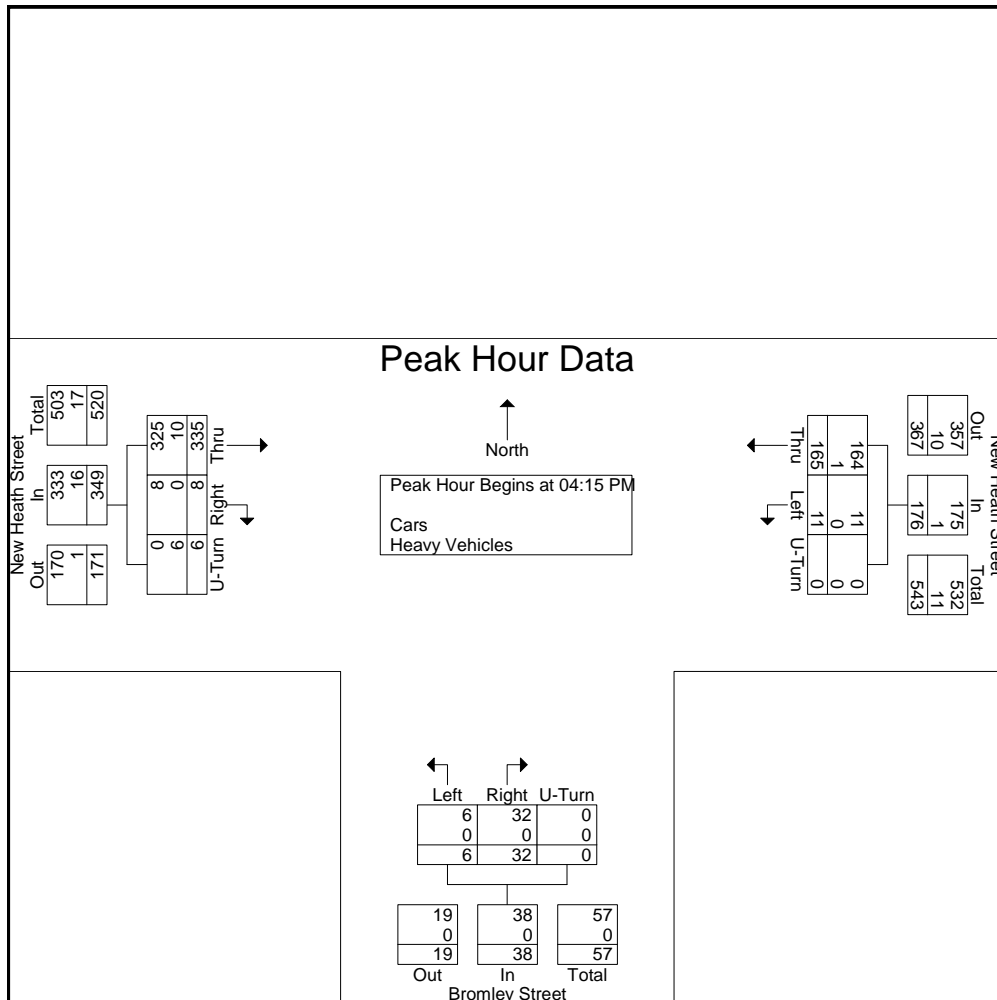 Peak Hour Data
North
Peak Hour Begins at 04:15 PM
Cars
Heavy Vehicles
New Heath Street
Total
503
17
520
In
333
16
349
Out
170
1
171
Thru
325
10
335
Right
8
0
8
U-Turn
0
6
6
New Heath Street
Out
357
10
367
In
175
1
176
Total
532
11
543
Thru
164
1
165
Left
11
0
11
U-Turn
0
0
0
Left Right U-Turn
6 32 0
0 0 0
6 32 0
19 38 57
0 0 0
19 38 57
Out In Total
Bromley Street